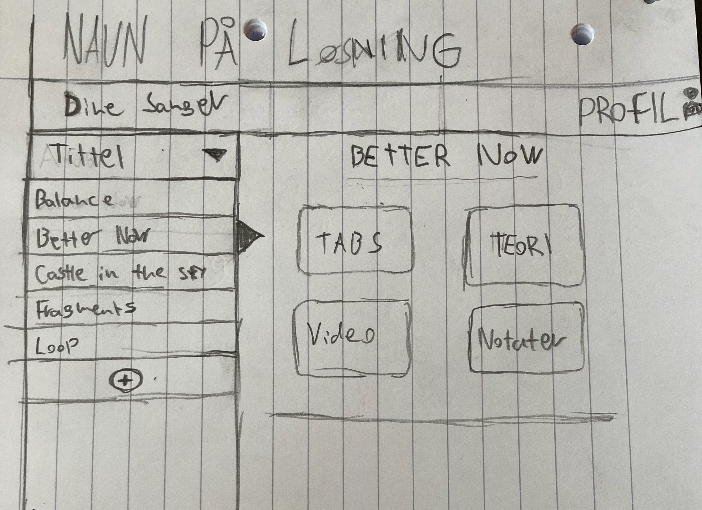 NAVN PÅ LØSNING
Dine Sanger
PROFIL
Tittel
BETTER NOW
Balance
Better Now
Castle in the sky
Fragments
Loop
TABS
TEORI
Video
Notater